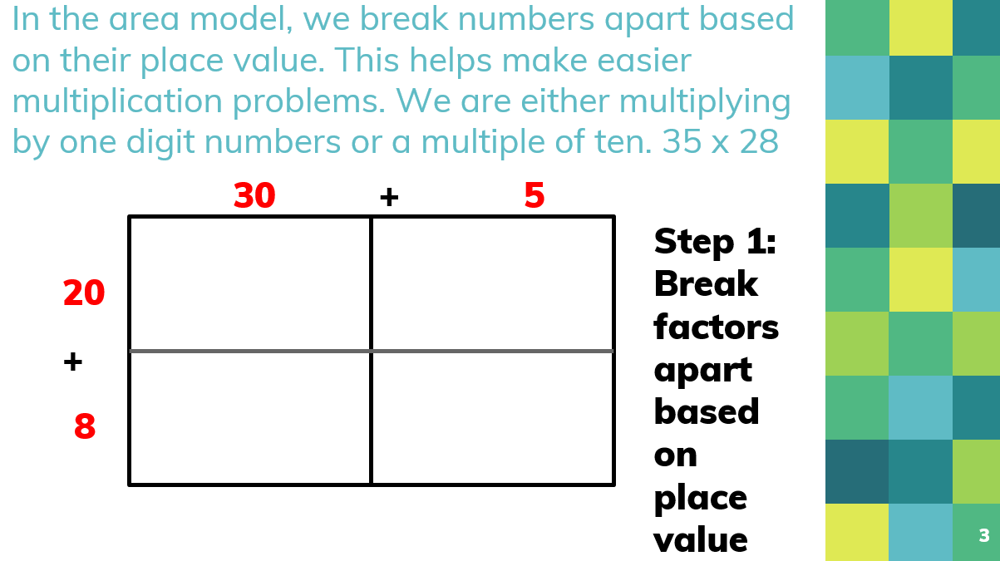 In the area model, we break numbers apart based
on their place value. This helps make easier
multiplication problems. We are either multiplying
by one digit numbers or a multiple of ten. 35 x 28
30 + 5
20
+
8
Step 1:
Break
factors
apart
based
on
place
value
3